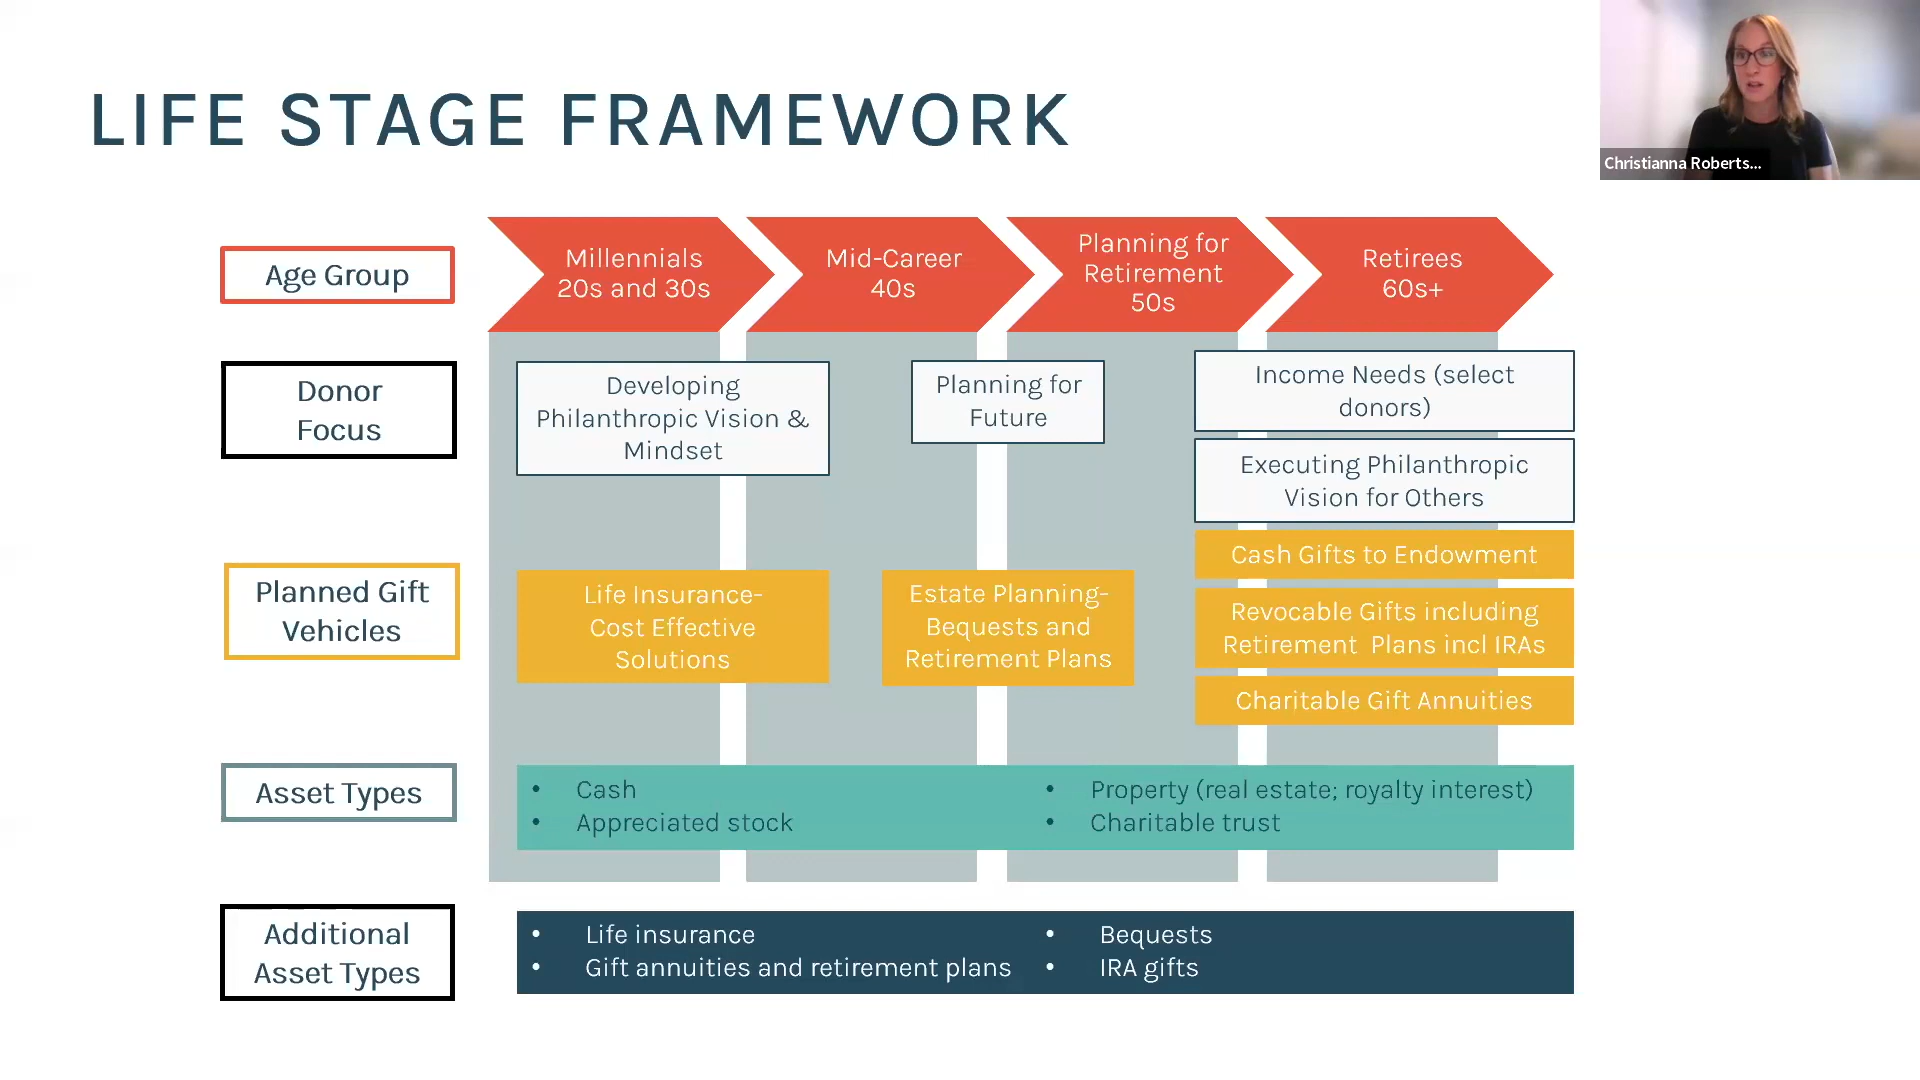 LIFE STAGE FRAMEWORK
Christianna Roberts...
Age Group
Millennials
20s and 30s
Mid-Career
40s
Planning for
Retirement
50s
Retirees
60s+
Donor
Focus
Developing
Philanthropic Vision &
Mindset
Planning for
Future
Income Needs (select
donors)
Executing Philanthropic
Vision for Others
Planned Gift
Vehicles
Life Insurance-
Cost Effective
Solutions
Estate Planning-
Bequests and
Retirement Plans
Cash Gifts to Endowment
Revocable Gifts including
Retirement Plans incl IRAs
Charitable Gift Annuities
Asset Types
• Cash
• Appreciated stock
• Property (real estate; royalty interest)
• Charitable trust
Additional
Asset Types
• Life insurance
• Gift annuities and retirement plans
• Bequests
• IRA gifts